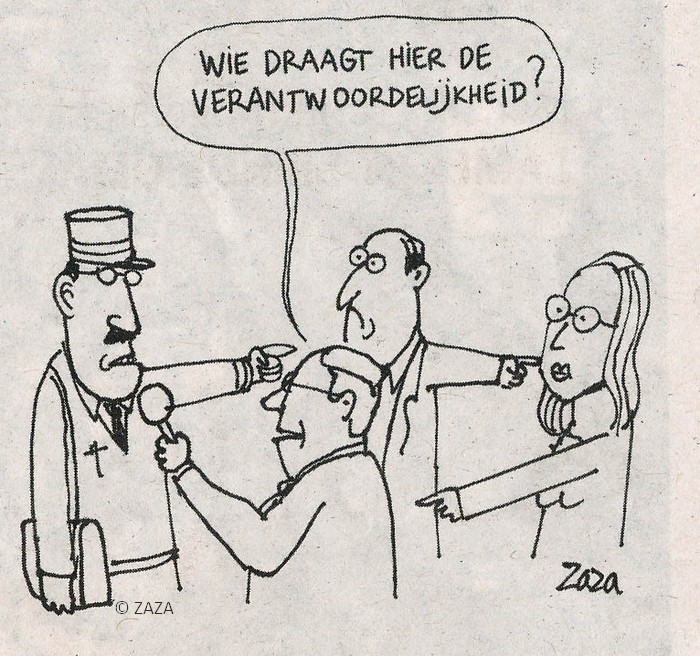 WIE DRAAGT HIER DE
VERANTWOORDELIJKHEID?
Zaza
© ZAZA